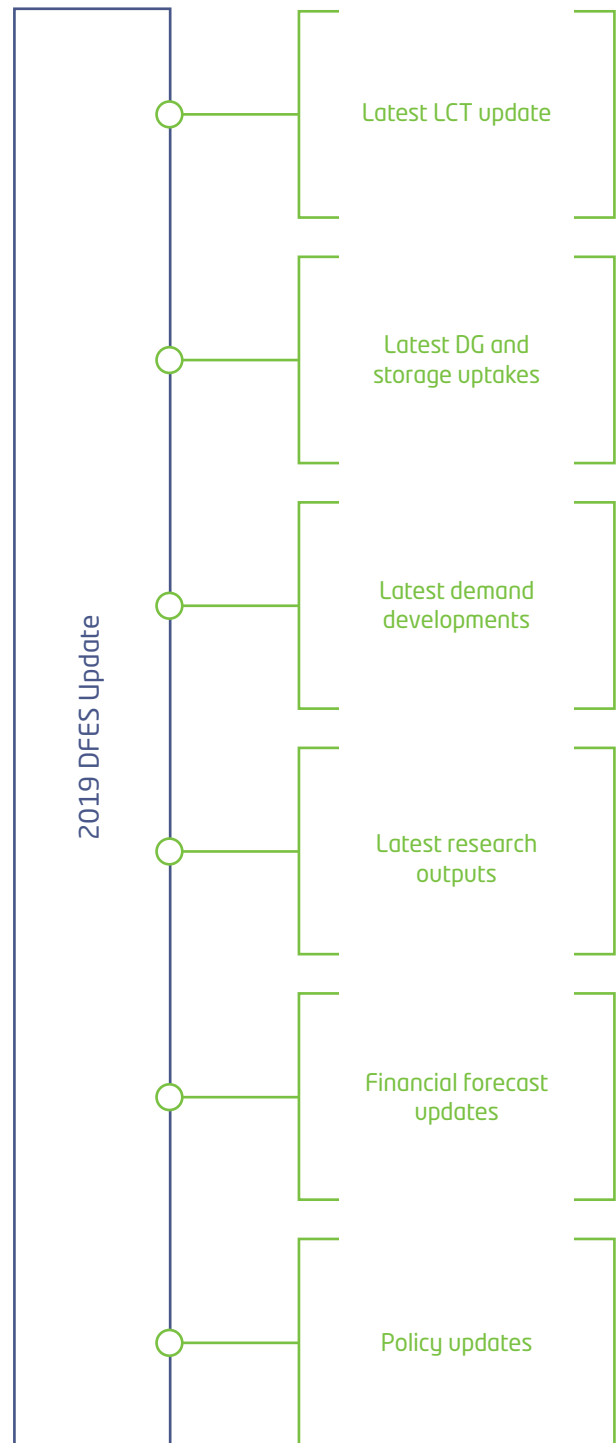 2019 DFES Update
Latest LCT update
Latest DG and
storage uptakes
Latest demand
developments
Latest research
outputs
Financial forecast
updates
Policy updates